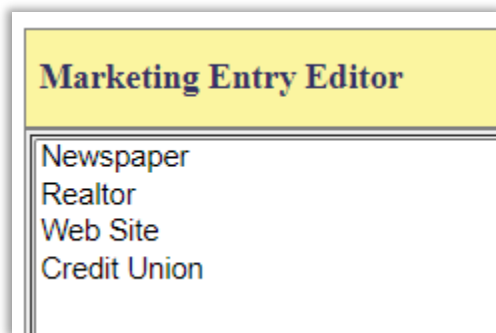 Marketing Entry Editor
Newspaper
Realtor
Web Site
Credit Union